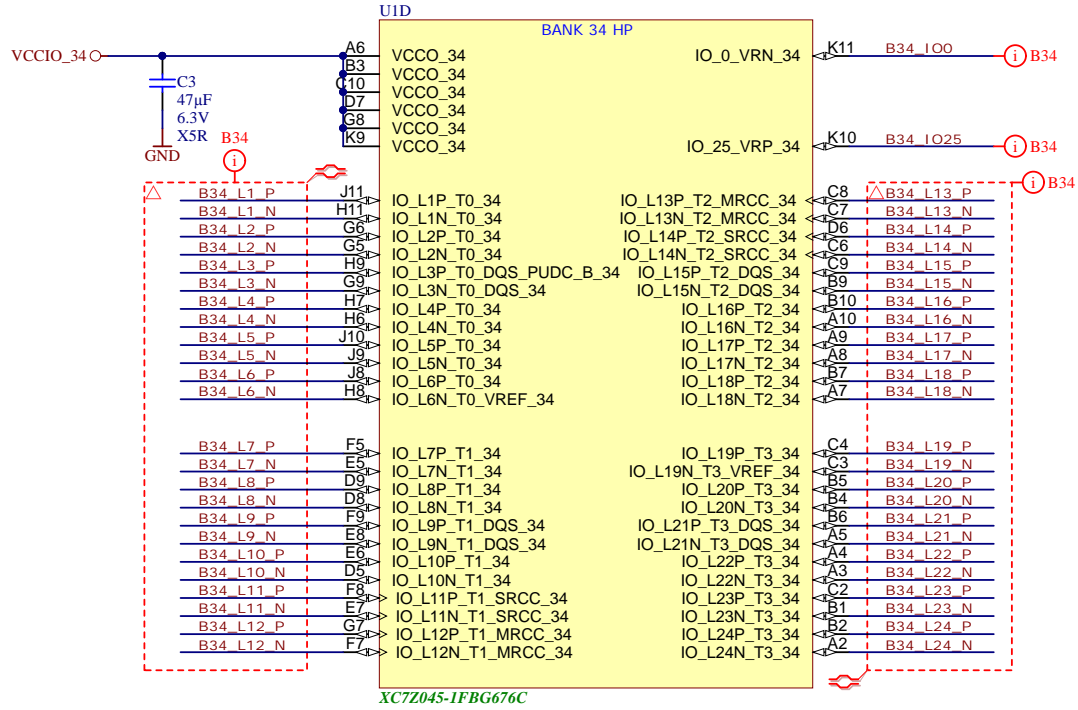 U1D
BANK 34 HP
VCCIO_34
A6 VCCO_34
B3 VCCO_34
C10 VCCO_34
D7 VCCO_34
G8 VCCO_34
K9 VCCO_34
C3
47µF
6.3V
X5R
GND
IO_0_VRN_34 K11 B34_IO0 i B34
IO_25_VRP_34 K10 B34_IO25 i B34
B34
i
i B34
B34_L1_P J11 IO_L1P_T0_34
B34_L1_N H11 IO_L1N_T0_34
B34_L2_P G6 IO_L2P_T0_34
B34_L2_N G5 IO_L2N_T0_34
B34_L3_P H9 IO_L3P_T0_DQS_PUDC_B_34
B34_L3_N G9 IO_L3N_T0_DQS_34
B34_L4_P H7 IO_L4P_T0_34
B34_L4_N H6 IO_L4N_T0_34
B34_L5_P J10 IO_L5P_T0_34
B34_L5_N J9 IO_L5N_T0_34
B34_L6_P J8 IO_L6P_T0_34
B34_L6_N H8 IO_L6N_T0_VREF_34
B34_L7_P F5 IO_L7P_T1_34
B34_L7_N E5 IO_L7N_T1_34
B34_L8_P D9 IO_L8P_T1_34
B34_L8_N D8 IO_L8N_T1_34
B34_L9_P F9 IO_L9P_T1_DQS_34
B34_L9_N E8 IO_L9N_T1_DQS_34
B34_L10_P E6 IO_L10P_T1_34
B34_L10_N D5 IO_L10N_T1_34
B34_L11_P F8 IO_L11P_T1_SRCC_34
B34_L11_N E7 IO_L11N_T1_SRCC_34
B34_L12_P G7 IO_L12P_T1_MRCC_34
B34_L12_N F7 IO_L12N_T1_MRCC_34
IO_L13P_T2_MRCC_34 C8 B34_L13_P
IO_L13N_T2_MRCC_34 C7 B34_L13_N
IO_L14P_T2_SRCC_34 D6 B34_L14_P
IO_L14N_T2_SRCC_34 C6 B34_L14_N
IO_L15P_T2_DQS_34 C9 B34_L15_P
IO_L15N_T2_DQS_34 B9 B34_L15_N
IO_L16P_T2_34 B10 B34_L16_P
IO_L16N_T2_34 A10 B34_L16_N
IO_L17P_T2_34 A9 B34_L17_P
IO_L17N_T2_34 A8 B34_L17_N
IO_L18P_T2_34 B7 B34_L18_P
IO_L18N_T2_34 A7 B34_L18_N
IO_L19P_T3_34 C4 B34_L19_P
IO_L19N_T3_VREF_34 C3 B34_L19_N
IO_L20P_T3_34 B5 B34_L20_P
IO_L20N_T3_34 B4 B34_L20_N
IO_L21P_T3_DQS_34 B6 B34_L21_P
IO_L21N_T3_DQS_34 A5 B34_L21_N
IO_L22P_T3_34 A4 B34_L22_P
IO_L22N_T3_34 A3 B34_L22_N
IO_L23P_T3_34 C2 B34_L23_P
IO_L23N_T3_34 B1 B34_L23_N
IO_L24P_T3_34 B2 B34_L24_P
IO_L24N_T3_34 A2 B34_L24_N
XC7Z045-1FBG676C